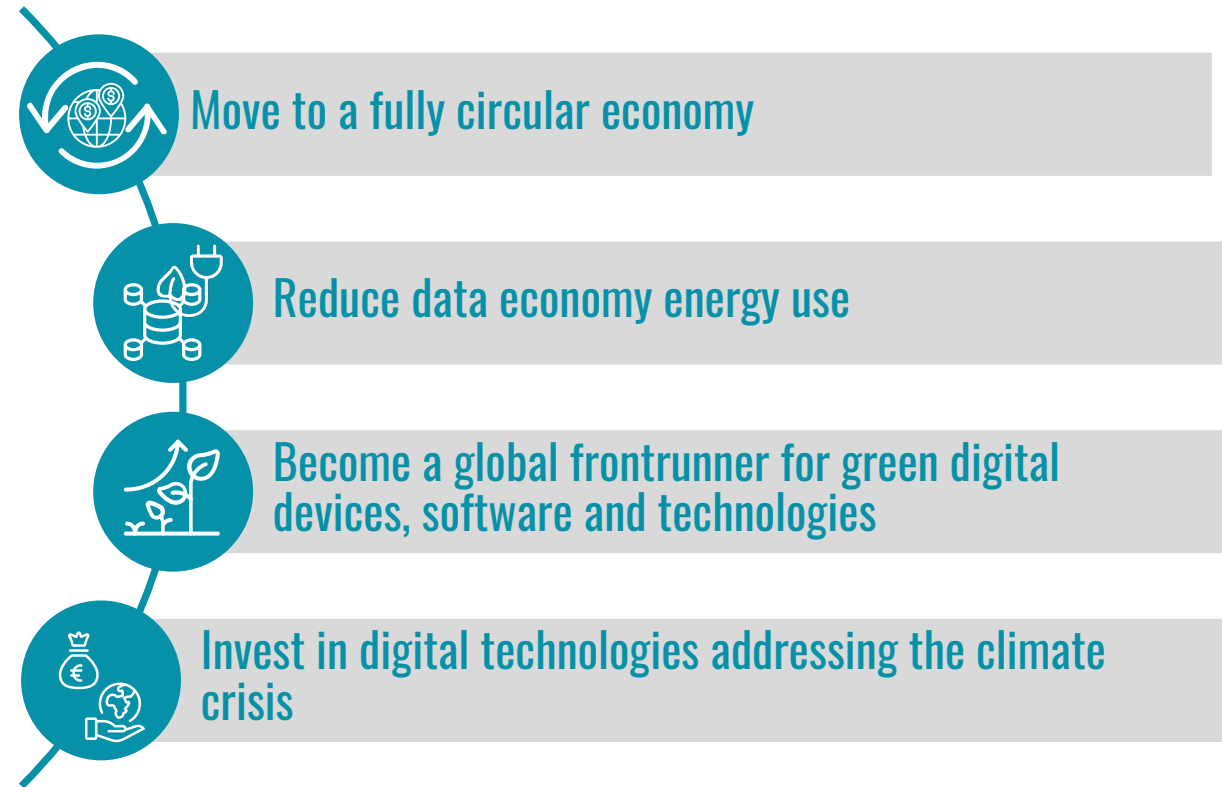 Move to a fully circular economy
Reduce data economy energy use
Become a global frontrunner for green digital
devices, software and technologies
Invest in digital technologies addressing the climate
crisis
$
$
€